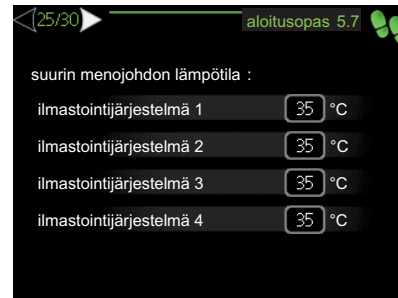 25/30
aloitusopas 5.7
suurin menojohdon lämpötila :
ilmastointijärjestelmä 1 35 °C
ilmastointijärjestelmä 2 35 °C
ilmastointijärjestelmä 3 35 °C
ilmastointijärjestelmä 4 35 °C